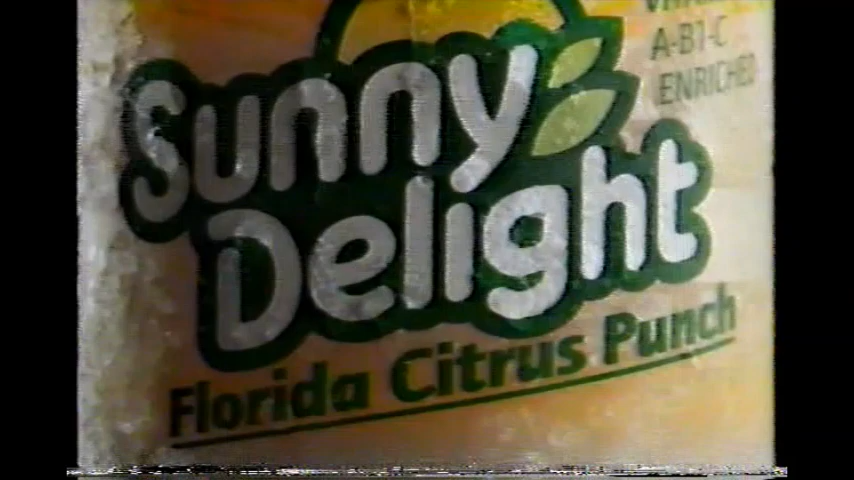 A-B1-C
ENRICHED
Sunny
Delight
Florida Citrus Punch